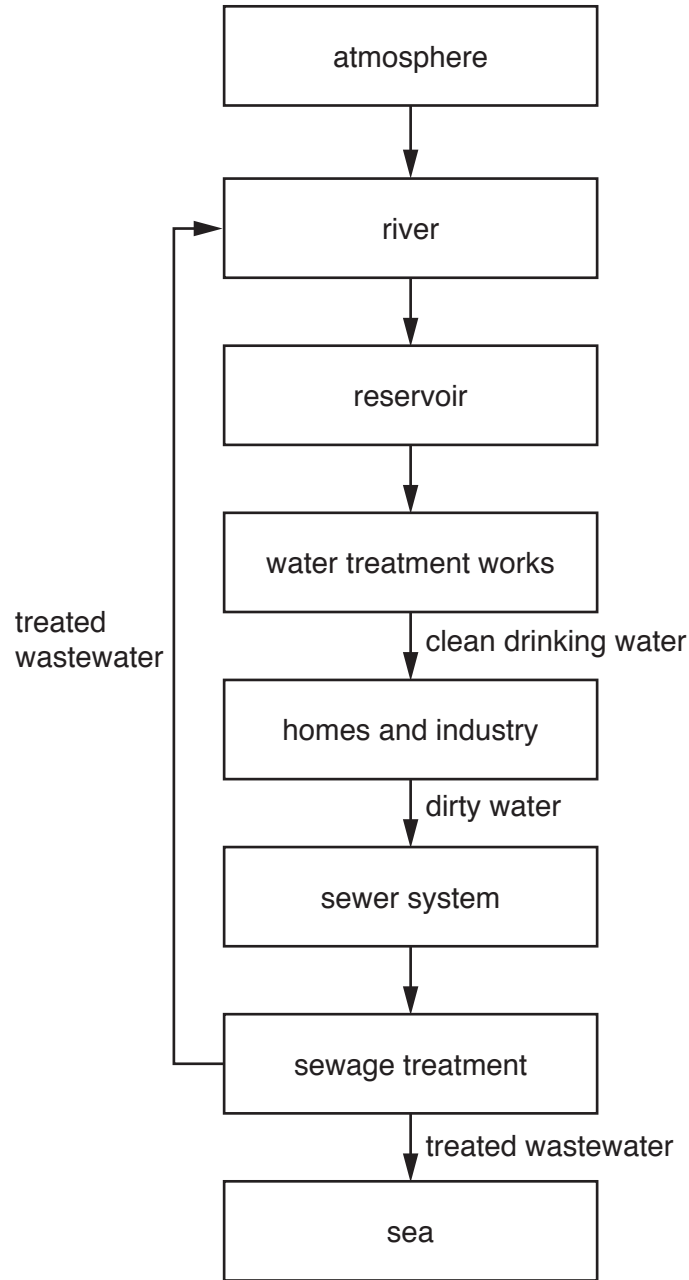 atmosphere
river
reservoir
water treatment works
treated
wastewater
clean drinking water
homes and industry
dirty water
sewer system
sewage treatment
treated wastewater
sea